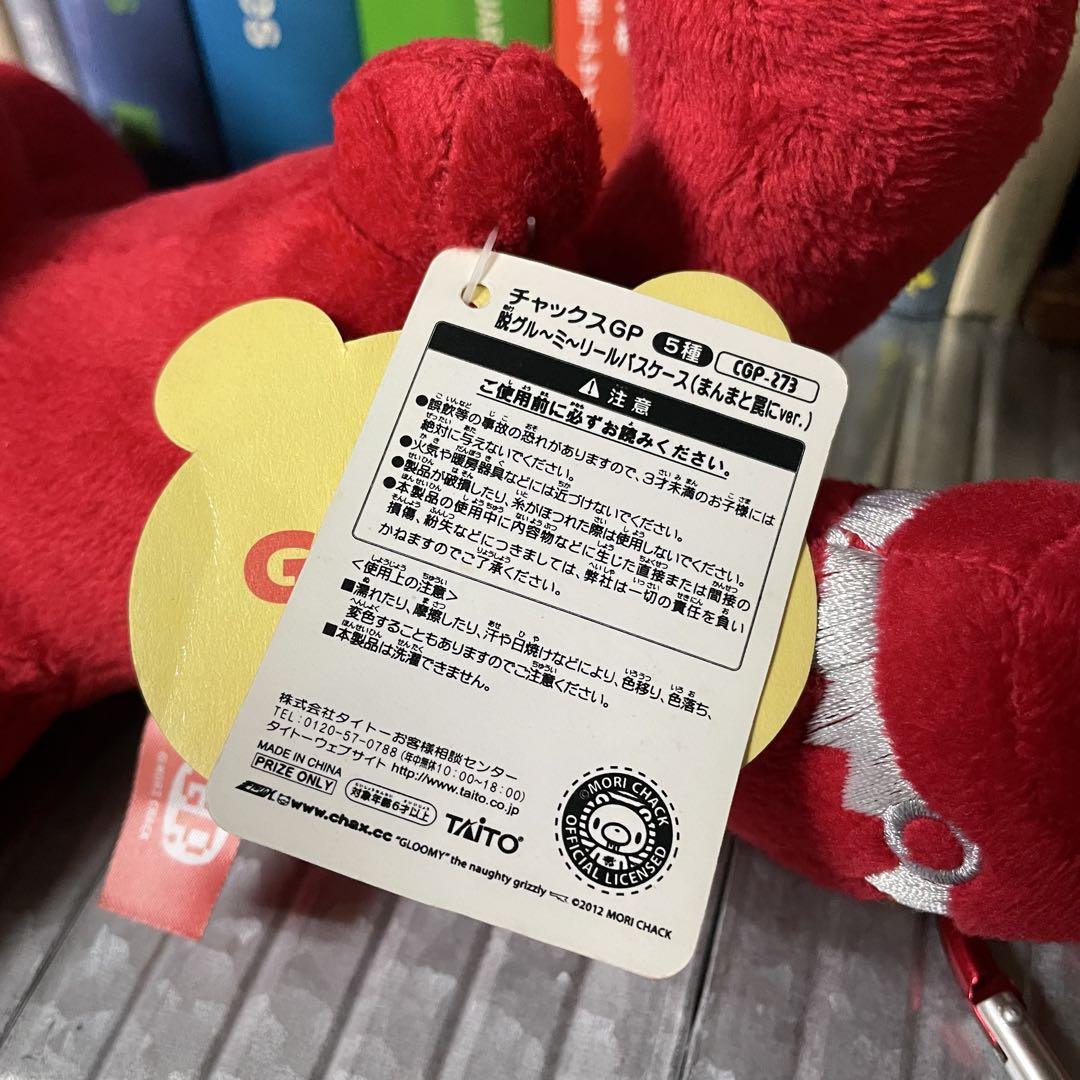 チャックスGP 5種 CGP-273
脱グル〜ミ〜リールパスケース(まんまと罠にver.)
注意
ご使用前に必ずお読みください。
●誤飲等の事故の恐れがありますので、3才未満のお子様には
絶対に与えないでください。
●火気や暖房器具などには近づけないでください。
●製品が破損したり、糸がほつれた際は使用しないでください。
●本製品の使用中に内容物などに生じた直接または間接の
損傷、紛失などにつきましては、弊社は一切の責任を負い
かねますのでご了承ください。
<使用上の注意>
■濡れたり、摩擦したり、汗や日焼けなどにより、色移り、色落ち、
変色することもありますのでご注意ください。
■本製品は洗濯できません。
株式会社タイトーお客様相談センター
TEL:0120-57-0788(年中無休10:00〜18:00)
タイトーウェブサイト http://www.taito.co.jp
MADE IN CHINA
PRIZE ONLY
対象年齢6才以上
TAITO
www.chax.cc "GLOOMY" the naughty grizzly
©2012 MORI CHACK
©MORI CHACK
OFFICIAL LICENSED
G